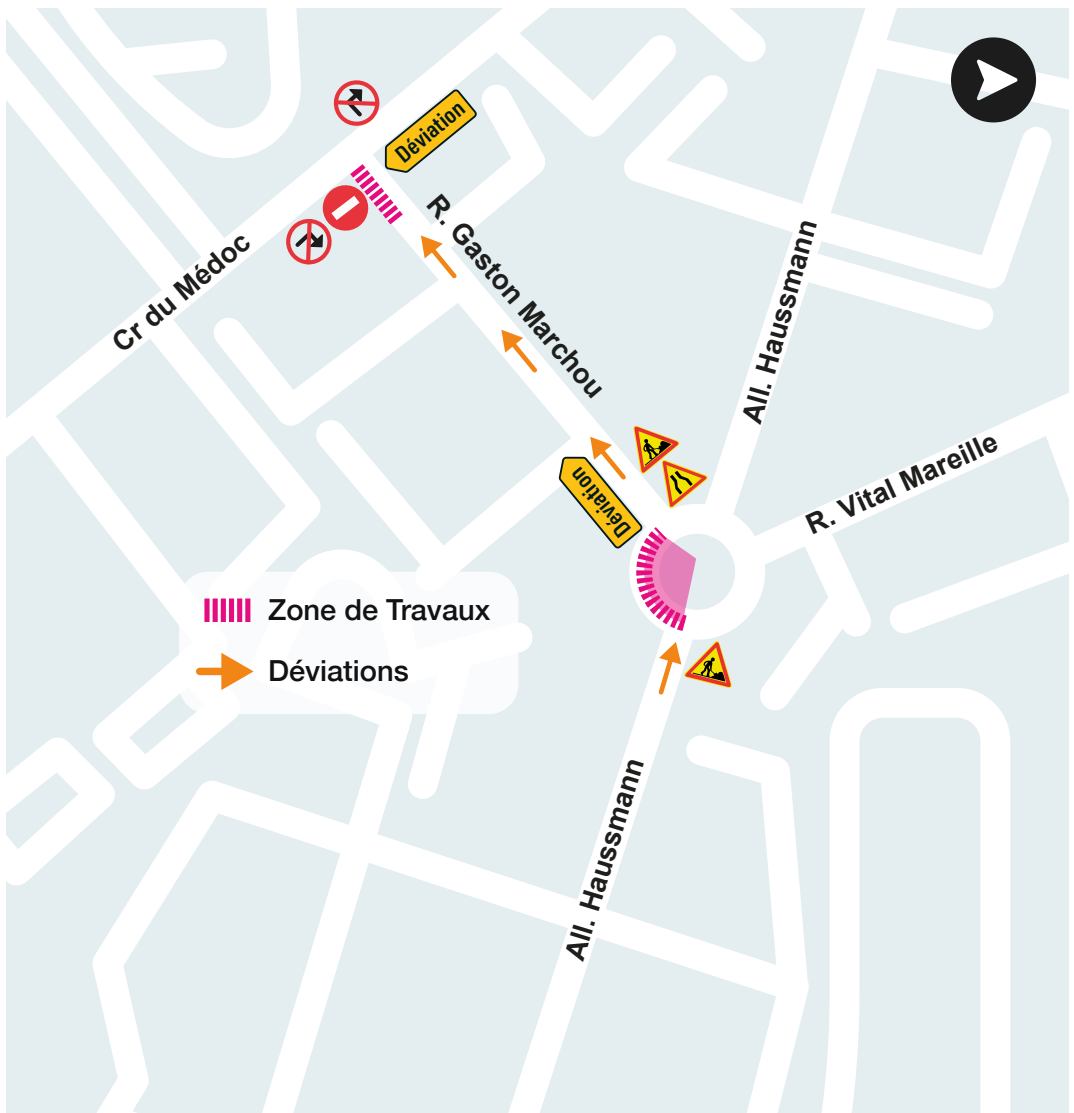 Déviation
R. Gaston Marchou
Cr du Médoc
All. Haussmann
R. Vital Mareille
Déviation
Zone de Travaux
Déviations
All. Haussmann